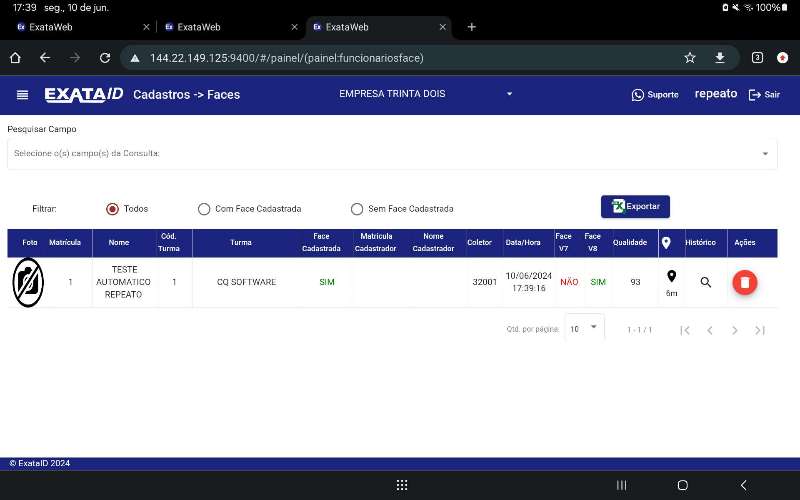 17:39 seg., 10 de jun.
100%
Ex ExataWeb
Ex ExataWeb
Ex ExataWeb
144.22.149.125:9400/#/painel/(painel:funcionariosface)
3
EXATAID
Cadastros -> Faces
EMPRESA TRINTA DOIS
Suporte
repeato
Sair
Pesquisar Campo
Selecione o(s) campo(s) da Consulta:
Filtrar:
Todos
Com Face Cadastrada
Sem Face Cadastrada
Exportar
Foto
Matrícula
Nome
Cód. Turma
Turma
Face Cadastrada
Matrícula Cadastrador
Nome Cadastrador
Coletor
Data/Hora
Face V7
Face V8
Qualidade
Histórico
Ações
1
TESTE AUTOMATICO REPEATO
1
CQ SOFTWARE
SIM
32001
10/06/2024 17:39:16
NÃO
SIM
93
6m
Qtd. por página:
10
1 - 1 / 1
© ExataID 2024